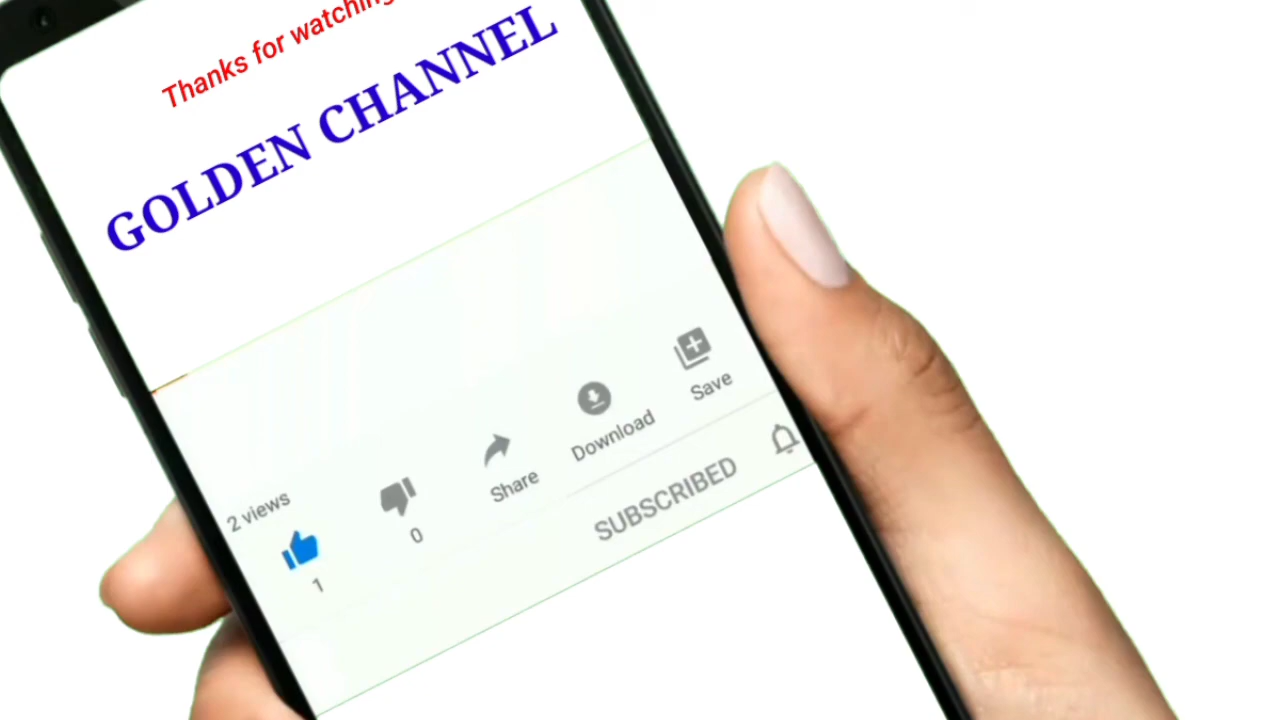 Thanks for watching
GOLDEN CHANNEL
2 views
1
0
Share
Download
Save
SUBSCRIBED